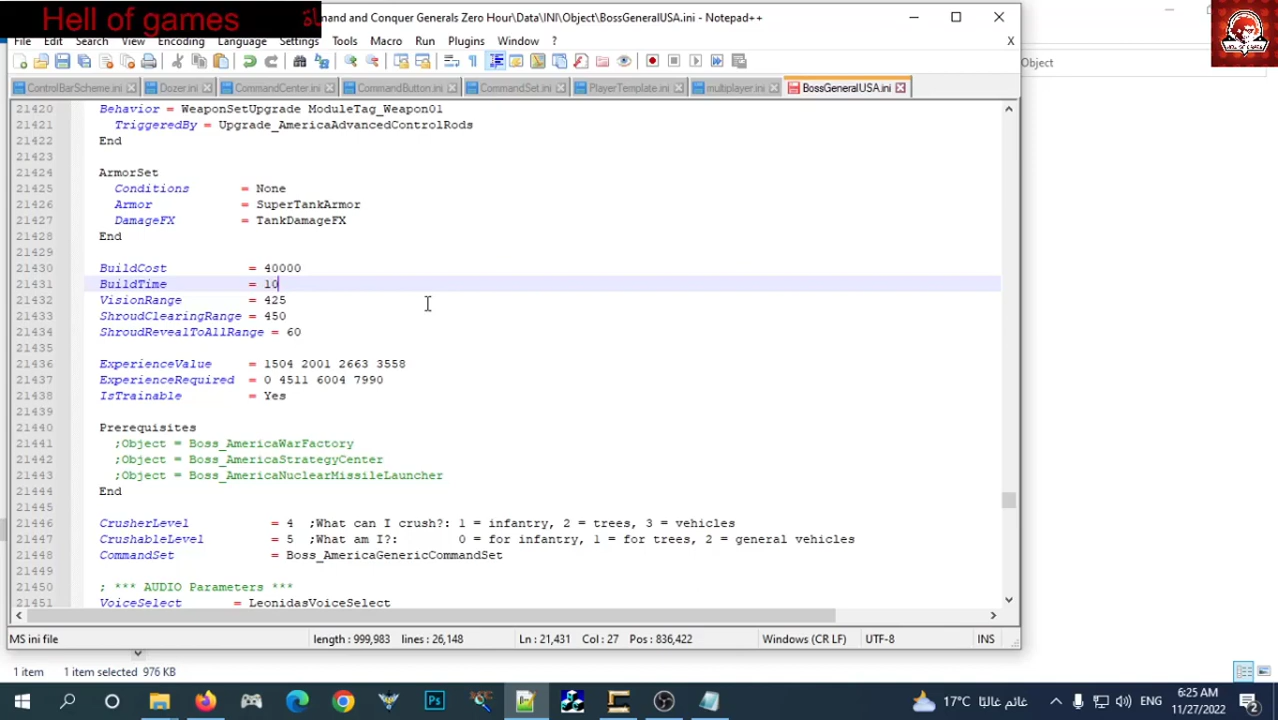 Hell of games
and and Conquer Generals Zero Hour\Data\INI\Object\BossGeneralUSA.ini - Notepad++
File Edit Search View Encoding Language Settings Tools Macro Run Plugins Window ? X
ControlBarScheme.ini Dozer.ini CommandCenter.ini CommandButton.ini CommandSet.ini PlayerTemplate.ini multiplayer.ini BossGeneralUSA.ini
Object
21420 Behavior = WeaponSetUpgrade ModuleTag_Weapon01
21421 TriggeredBy = Upgrade_AmericaAdvancedControlRods
21422 End
21423
21424 ArmorSet
21425 Conditions = None
21426 Armor = SuperTankArmor
21427 DamageFX = TankDamageFX
21428 End
21429
21430 BuildCost = 40000
21431 BuildTime = 10
21432 VisionRange = 425
21433 ShroudClearingRange = 450
21434 ShroudRevealToAllRange = 60
21435
21436 ExperienceValue = 1504 2001 2663 3558
21437 ExperienceRequired = 0 4511 6004 7990
21438 IsTrainable = Yes
21439
21440 Prerequisites
21441 ;Object = Boss_AmericaWarFactory
21442 ;Object = Boss_AmericaStrategyCenter
21443 ;Object = Boss_AmericaNuclearMissileLauncher
21444 End
21445
21446 CrusherLevel = 4 ;What can I crush?: 1 = infantry, 2 = trees, 3 = vehicles
21447 CrushableLevel = 5 ;What am I?: 0 = for infantry, 1 = for trees, 2 = general vehicles
21448 CommandSet = Boss_AmericaGenericCommandSet
21449
21450 ; *** AUDIO Parameters ***
21451 VoiceSelect = LeonidasVoiceSelect
MS ini file length : 999,983 lines : 26,148 Ln : 21,431 Col : 27 Pos : 836,422 Windows (CR LF) UTF-8 INS
1 item 1 item selected 976 KB
17°C غائم غالبًا ENG 6:25 AM
11/27/2022 2